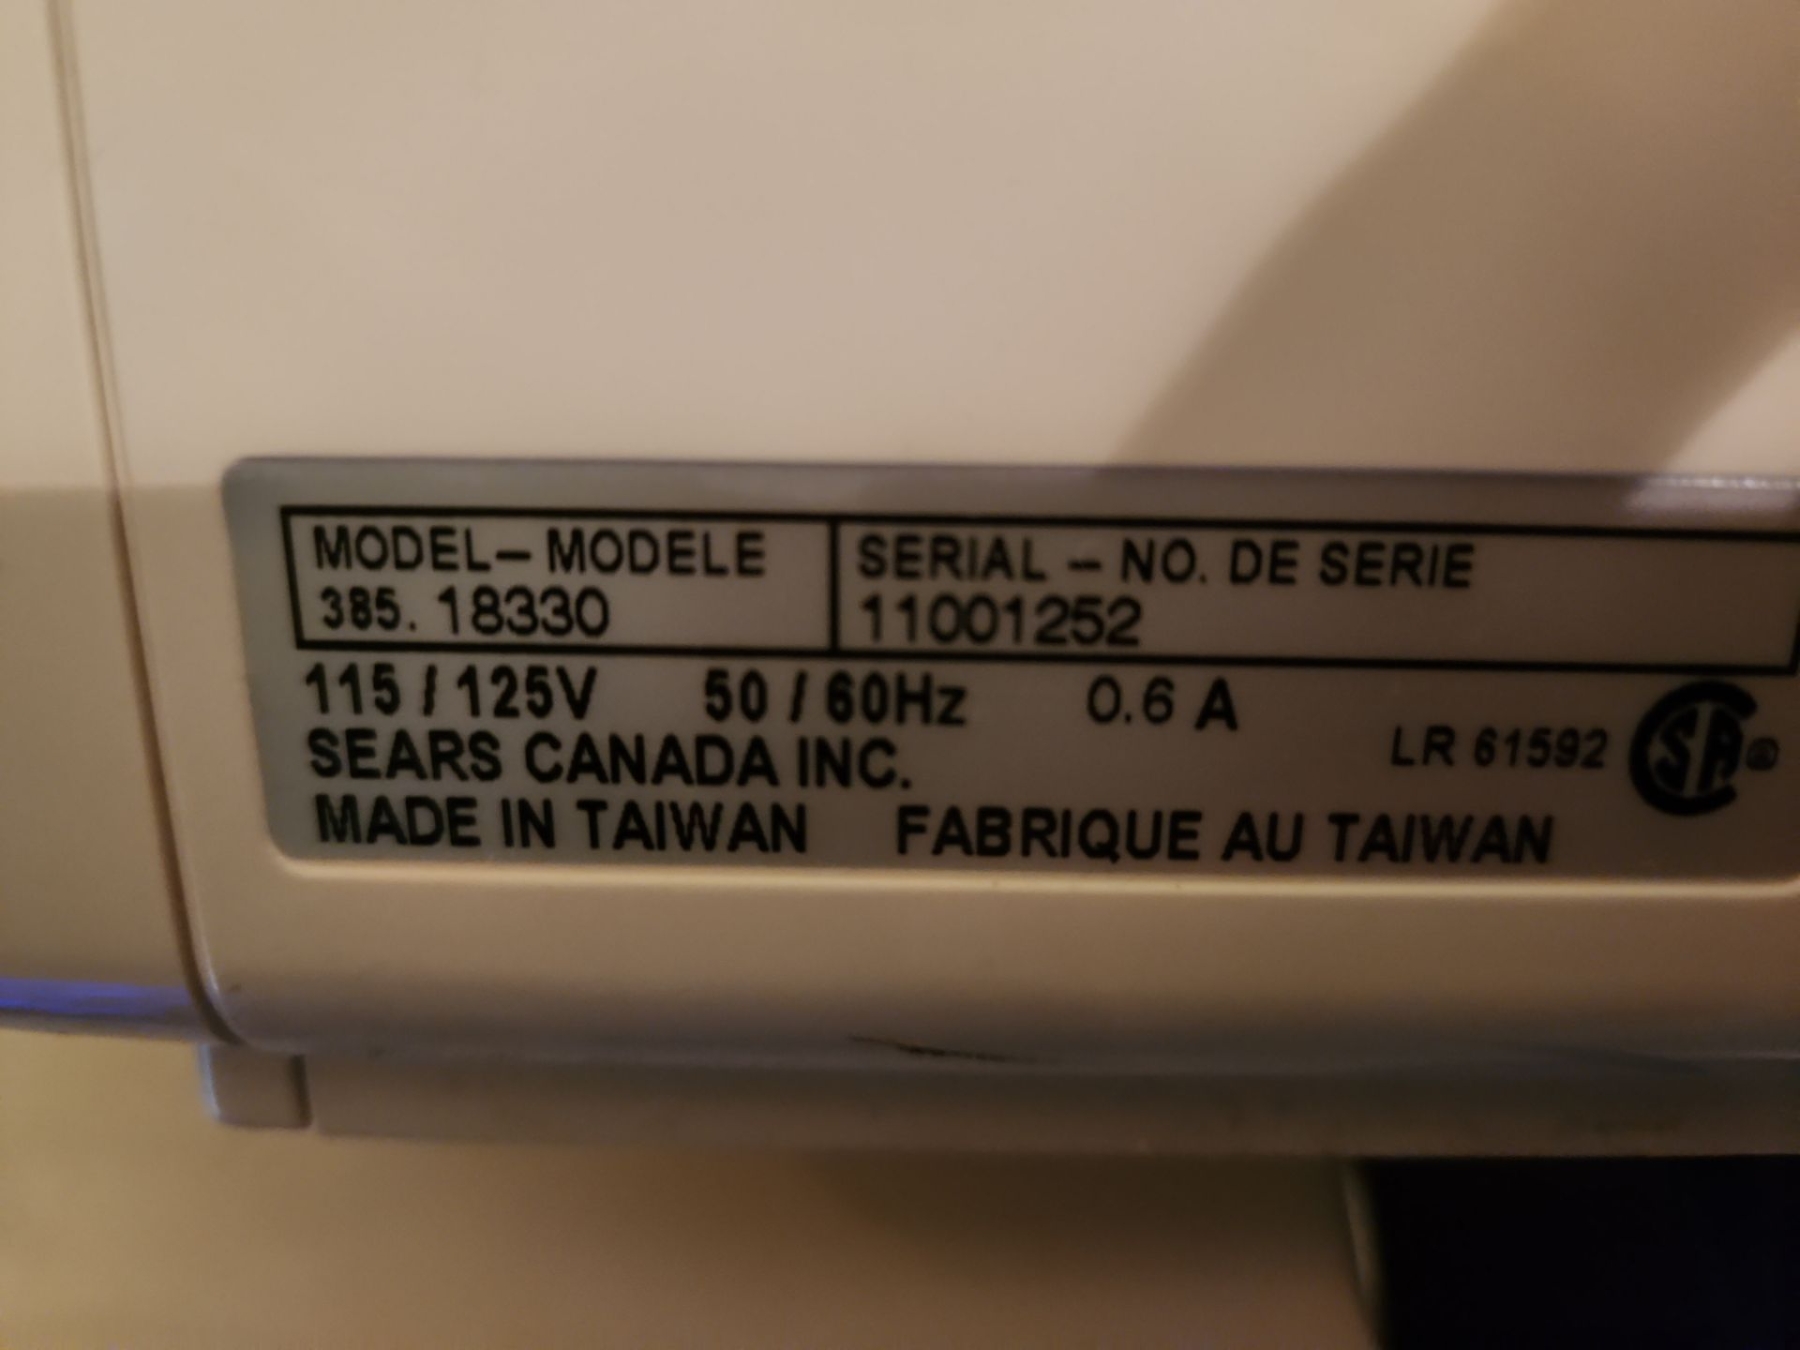 MODEL–MODELE
385. 18330
SERIAL – NO. DE SERIE
11001252
115 / 125V 50 / 60Hz 0.6 A
SEARS CANADA INC.
LR 61592 SA ®
MADE IN TAIWAN FABRIQUE AU TAIWAN